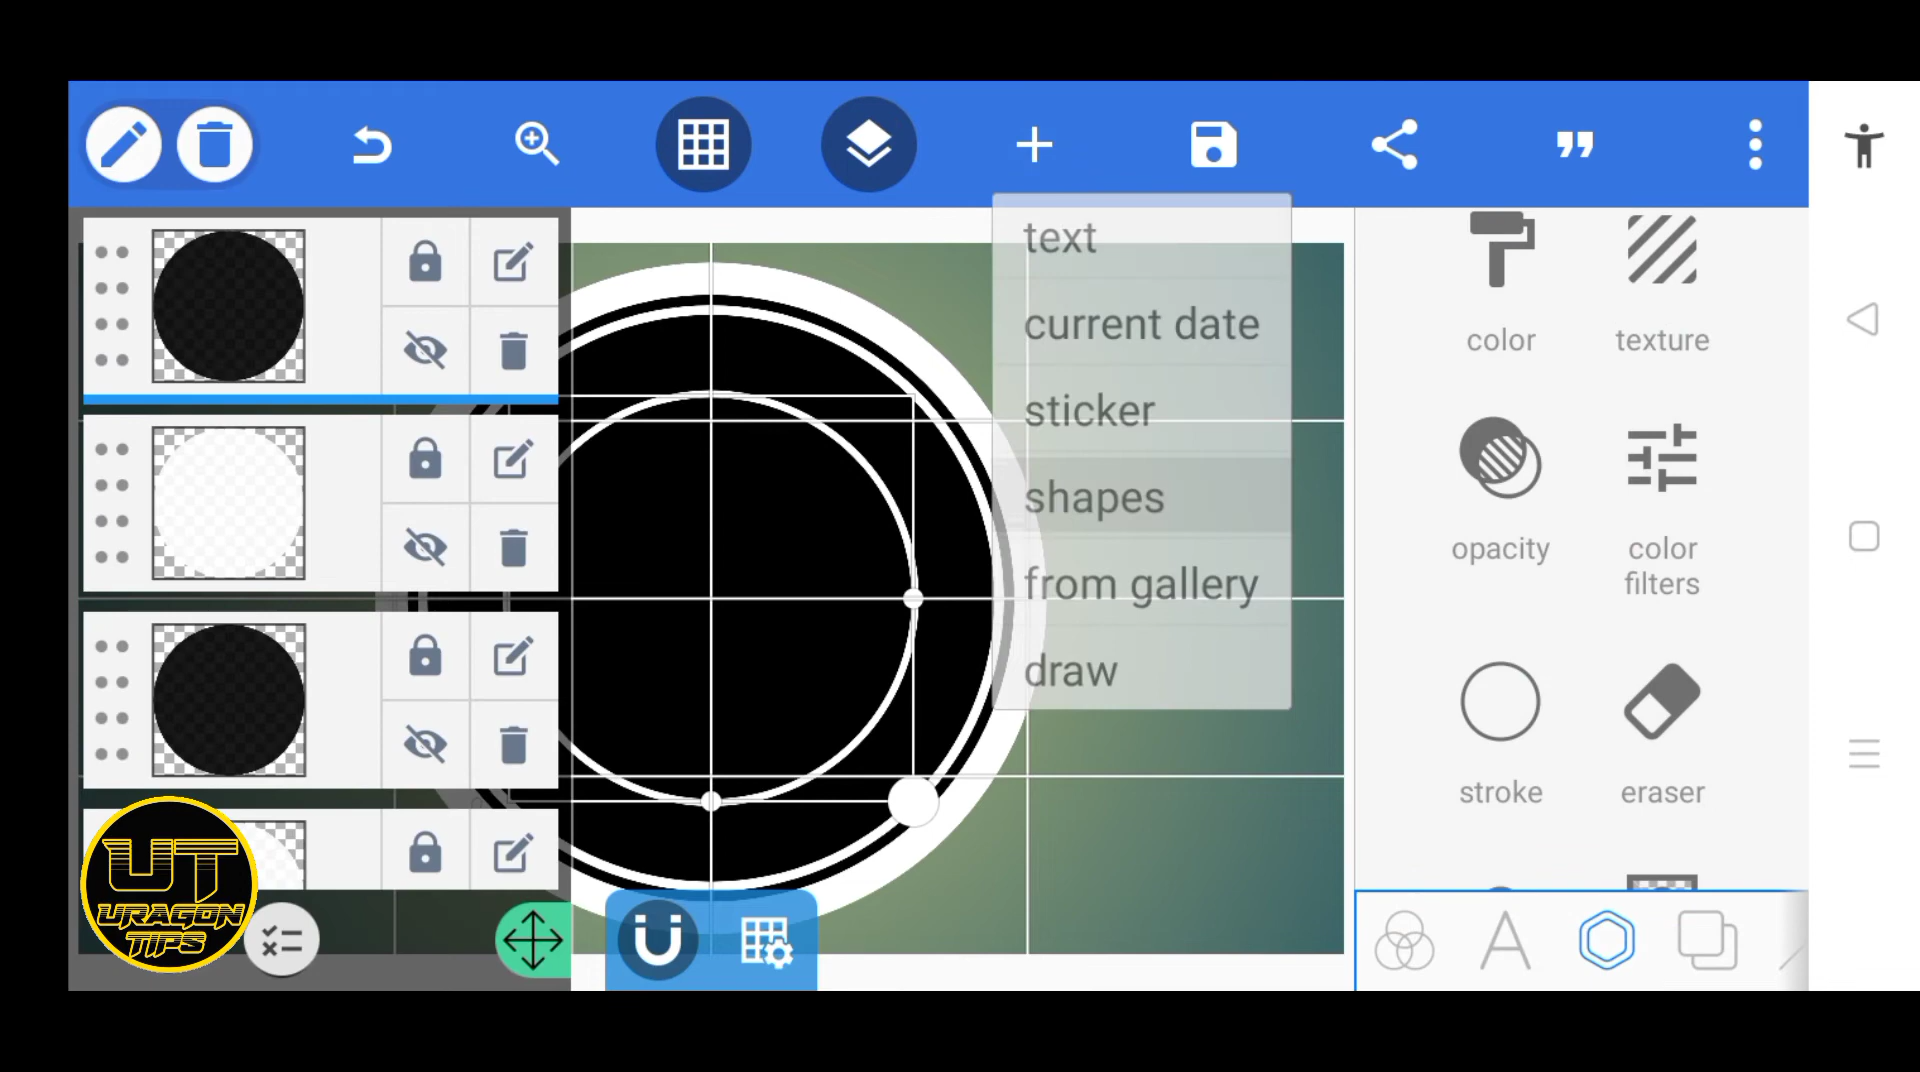 text
current date
sticker
shapes
from gallery
draw
color
texture
opacity
color
filters
stroke
eraser
UT
URAGON
TIPS